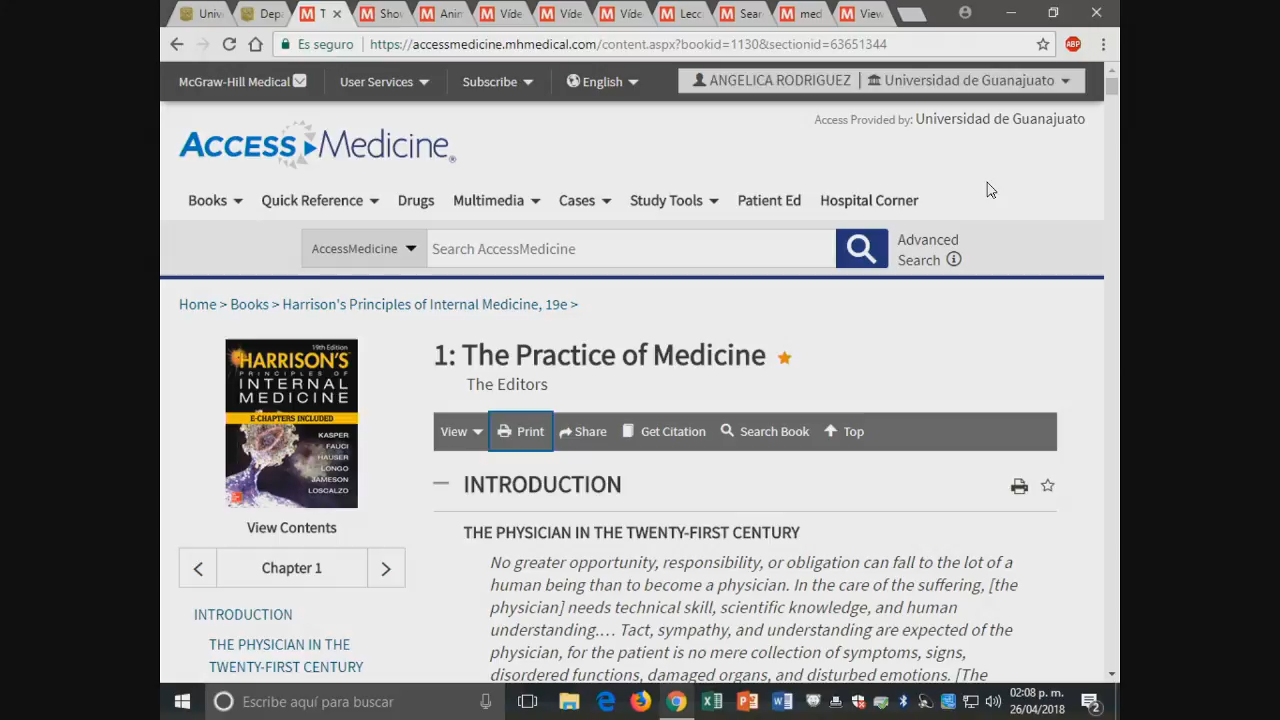 Univ
Dep
T
Sho
Anin
Víde
Víde
Víde
Lecc
Sear
med
View
Es seguro
https://accessmedicine.mhmedical.com/content.aspx?bookid=1130&sectionid=63651344
ABP
McGraw-Hill Medical
User Services
Subscribe
English
ANGELICA RODRIGUEZ | Universidad de Guanajuato
Access Provided by: Universidad de Guanajuato
Access Medicine
Books
Quick Reference
Drugs
Multimedia
Cases
Study Tools
Patient Ed
Hospital Corner
AccessMedicine
Search AccessMedicine
Advanced
Search
Home > Books > Harrison's Principles of Internal Medicine, 19e >
19th Edition
HARRISON'S
PRINCIPLES OF
INTERNAL
MEDICINE
E-CHAPTERS INCLUDED
KASPER
FAUCI
HAUSER
LONGO
JAMESON
LOSCALZO
View Contents
Chapter 1
INTRODUCTION
THE PHYSICIAN IN THE
TWENTY-FIRST CENTURY
1: The Practice of Medicine
The Editors
View
Print
Share
Get Citation
Search Book
Top
INTRODUCTION
THE PHYSICIAN IN THE TWENTY-FIRST CENTURY
No greater opportunity, responsibility, or obligation can fall to the lot of a
human being than to become a physician. In the care of the suffering, [the
physician] needs technical skill, scientific knowledge, and human
understanding.… Tact, sympathy, and understanding are expected of the
physician, for the patient is no mere collection of symptoms, signs,
disordered functions, damaged organs, and disturbed emotions. [The
Escribe aquí para buscar
02:08 p. m.
26/04/2018
2